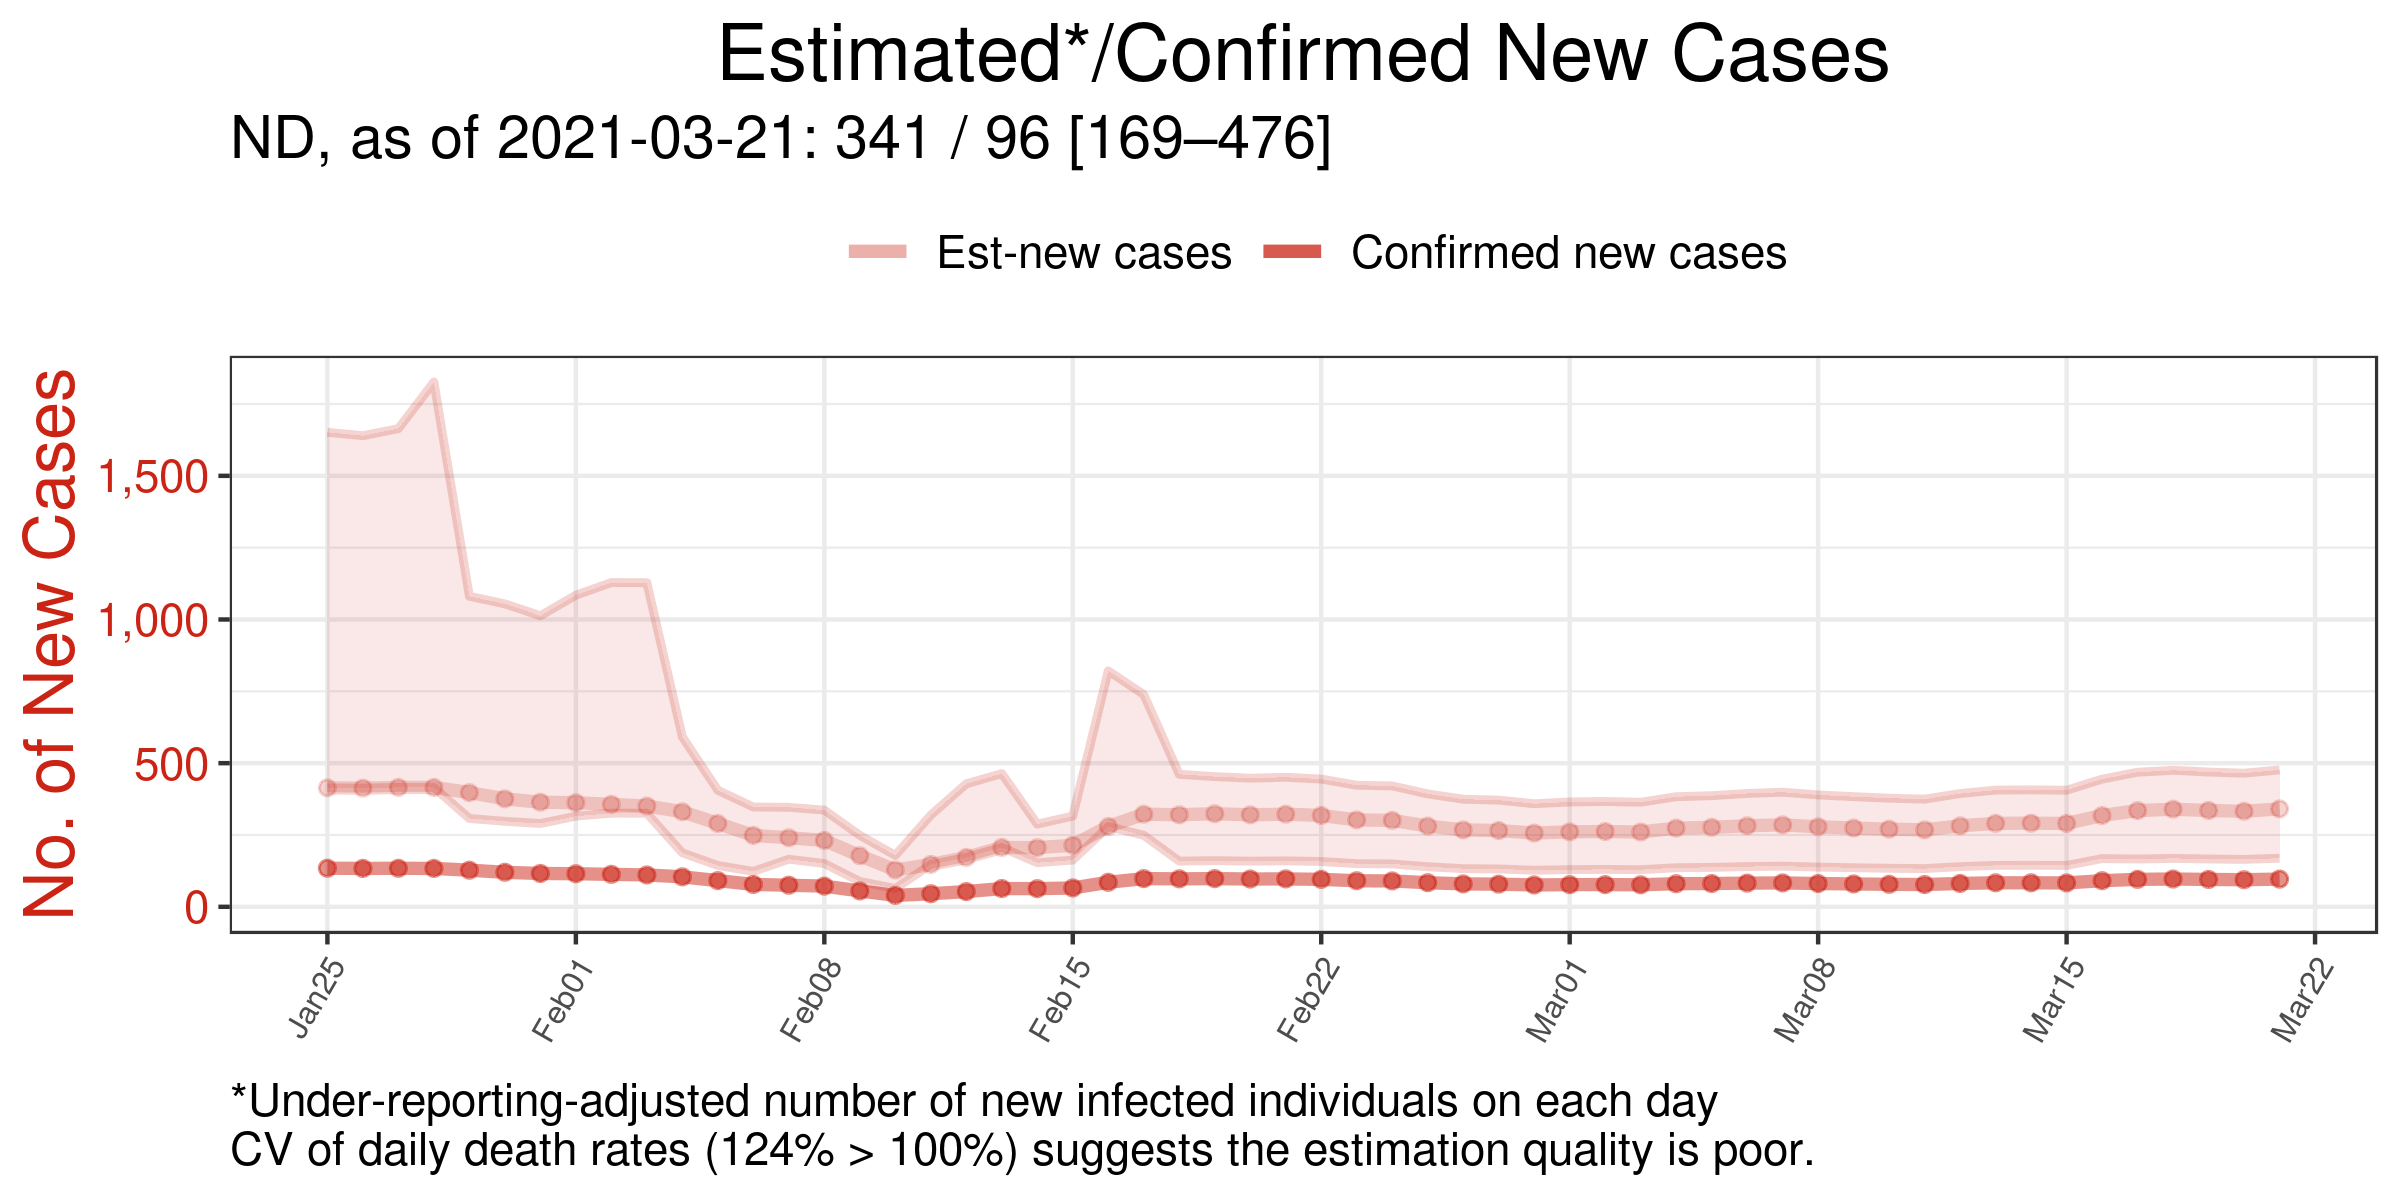 Estimated*/Confirmed New Cases
ND, as of 2021-03-21: 341 / 96 [169–476]
Est-new cases
Confirmed new cases
No. of New Cases
1,500
1,000
500
0
Jan25
Feb01
Feb08
Feb15
Feb22
Mar01
Mar08
Mar15
Mar22
*Under-reporting-adjusted number of new infected individuals on each day
CV of daily death rates (124% > 100%) suggests the estimation quality is poor.